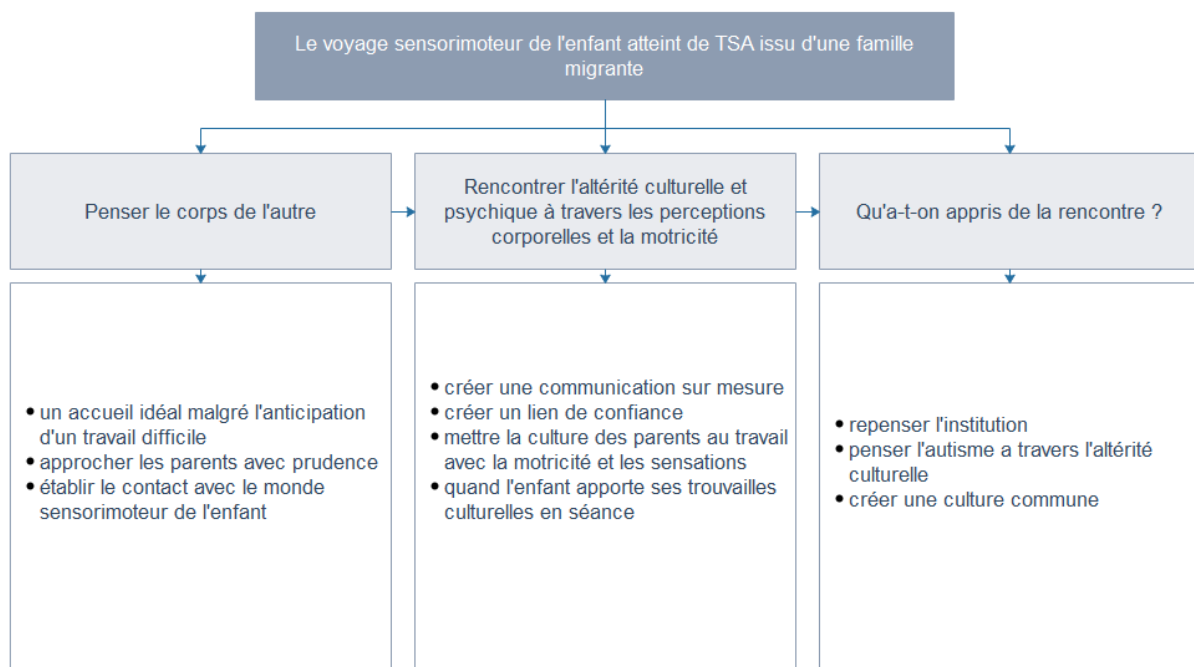 Le voyage sensorimoteur de l'enfant atteint de TSA issu d'une famille
migrante
Penser le corps de l'autre
Rencontrer l'altérité culturelle et
psychique à travers les perceptions
corporelles et la motricité
Qu'a-t-on appris de la rencontre ?
• un accueil idéal malgré l'anticipation
d'un travail difficile
• approcher les parents avec prudence
• établir le contact avec le monde
sensorimoteur de l'enfant
• créer une communication sur mesure
• créer un lien de confiance
• mettre la culture des parents au travail
avec la motricité et les sensations
• quand l'enfant apporte ses trouvailles
culturelles en séance
• repenser l'institution
• penser l'autisme a travers l'altérité
culturelle
• créer une culture commune